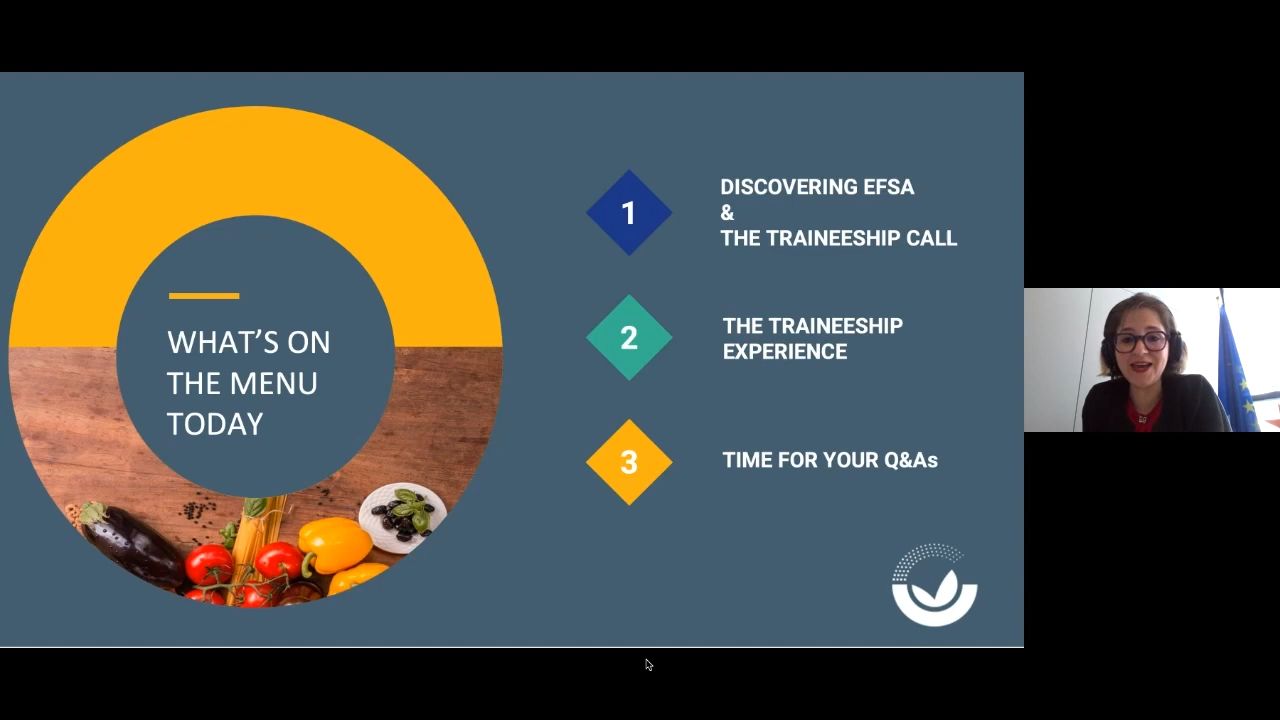 WHAT’S ON
THE MENU
TODAY
1
DISCOVERING EFSA
&
THE TRAINEESHIP CALL
2
THE TRAINEESHIP
EXPERIENCE
3
TIME FOR YOUR Q&As